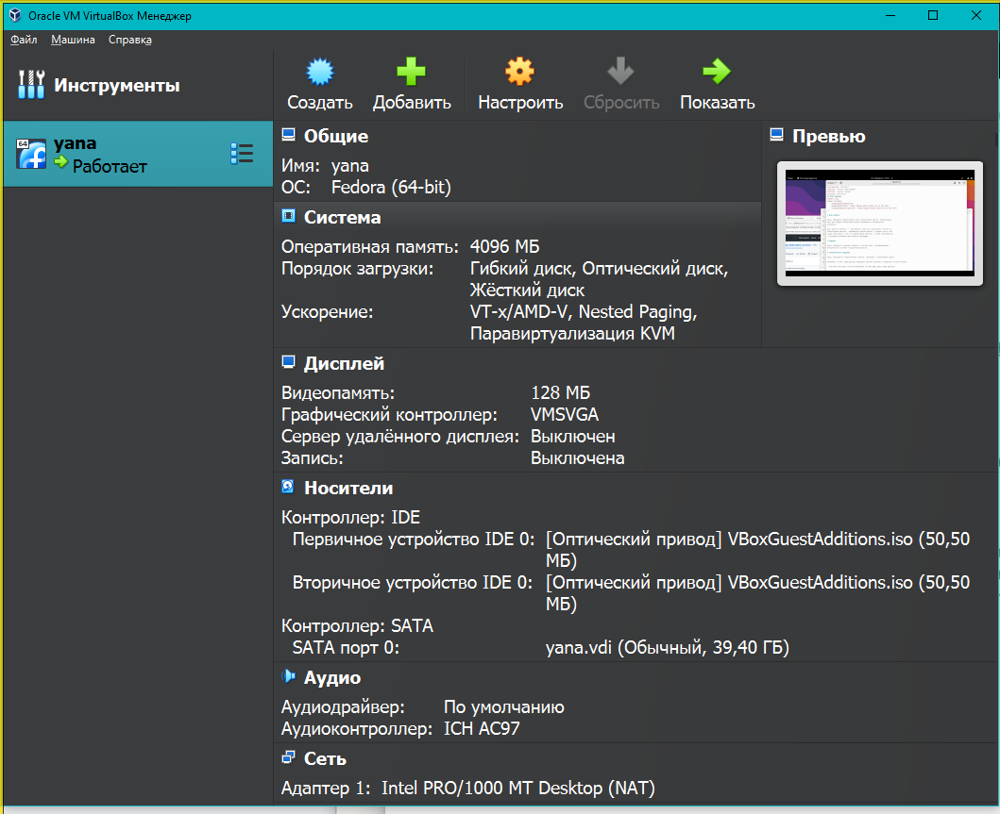 Oracle VM VirtualBox Менеджер
Файл Машина Справка
Инструменты
Создать Добавить Настроить Сбросить Показать
64
yana
Работает
Общие
Имя: yana
ОС: Fedora (64-bit)
Превью
Система
Оперативная память: 4096 МБ
Порядок загрузки: Гибкий диск, Оптический диск,
Жёсткий диск
Ускорение: VT-x/AMD-V, Nested Paging,
Паравиртуализация KVM
Дисплей
Видеопамять: 128 МБ
Графический контроллер: VMSVGA
Сервер удалённого дисплея: Выключен
Запись: Выключена
Носители
Контроллер: IDE
Первичное устройство IDE 0: [Оптический привод] VBoxGuestAdditions.iso (50,50
МБ)
Вторичное устройство IDE 0: [Оптический привод] VBoxGuestAdditions.iso (50,50
МБ)
Контроллер: SATA
SATA порт 0: yana.vdi (Обычный, 39,40 ГБ)
Аудио
Аудиодрайвер: По умолчанию
Аудиоконтроллер: ICH AC97
Сеть
Адаптер 1: Intel PRO/1000 MT Desktop (NAT)